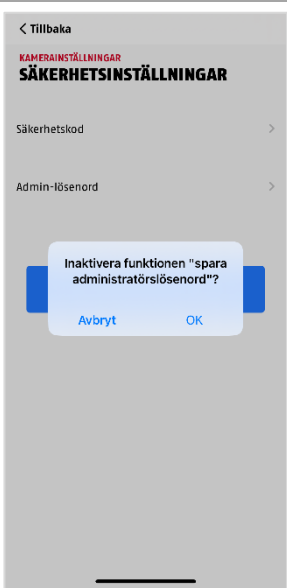 Tillbaka
KAMERAINSTÄLLNINGAR
SÄKERHETSINSTÄLLNINGAR
Säkerhetskod
Admin-lösenord
Inaktivera funktionen "spara
administratörslösenord"?
Avbryt OK